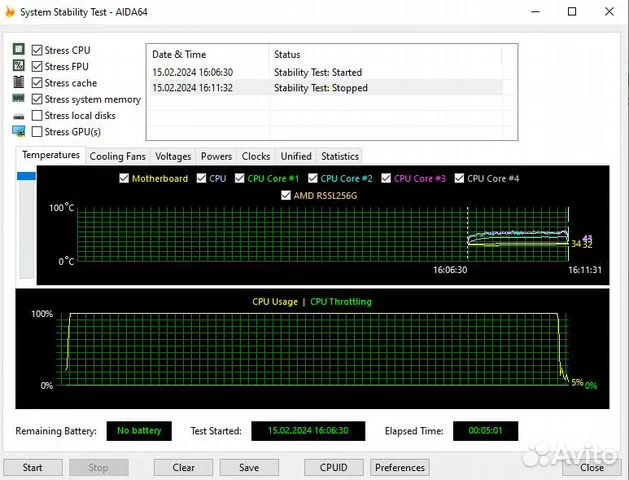 System Stability Test - AIDA64
Stress CPU
Stress FPU
Stress cache
Stress system memory
Stress local disks
Stress GPU(s)
Date & Time Status
15.02.2024 16:06:30 Stability Test: Started
15.02.2024 16:11:32 Stability Test: Stopped
Temperatures Cooling Fans Voltages Powers Clocks Unified Statistics
Motherboard CPU CPU Core #1 CPU Core #2 CPU Core #3 CPU Core #4
AMD R5SL256G
100°C
34 32
0°C
16:06:30 16:11:31
CPU Usage | CPU Throttling
100%
0% 5% 0%
Remaining Battery: No battery Test Started: 15.02.2024 16:06:30 Elapsed Time: 00:05:01
Start Stop Clear Save CPUID Preferences Close
Avito